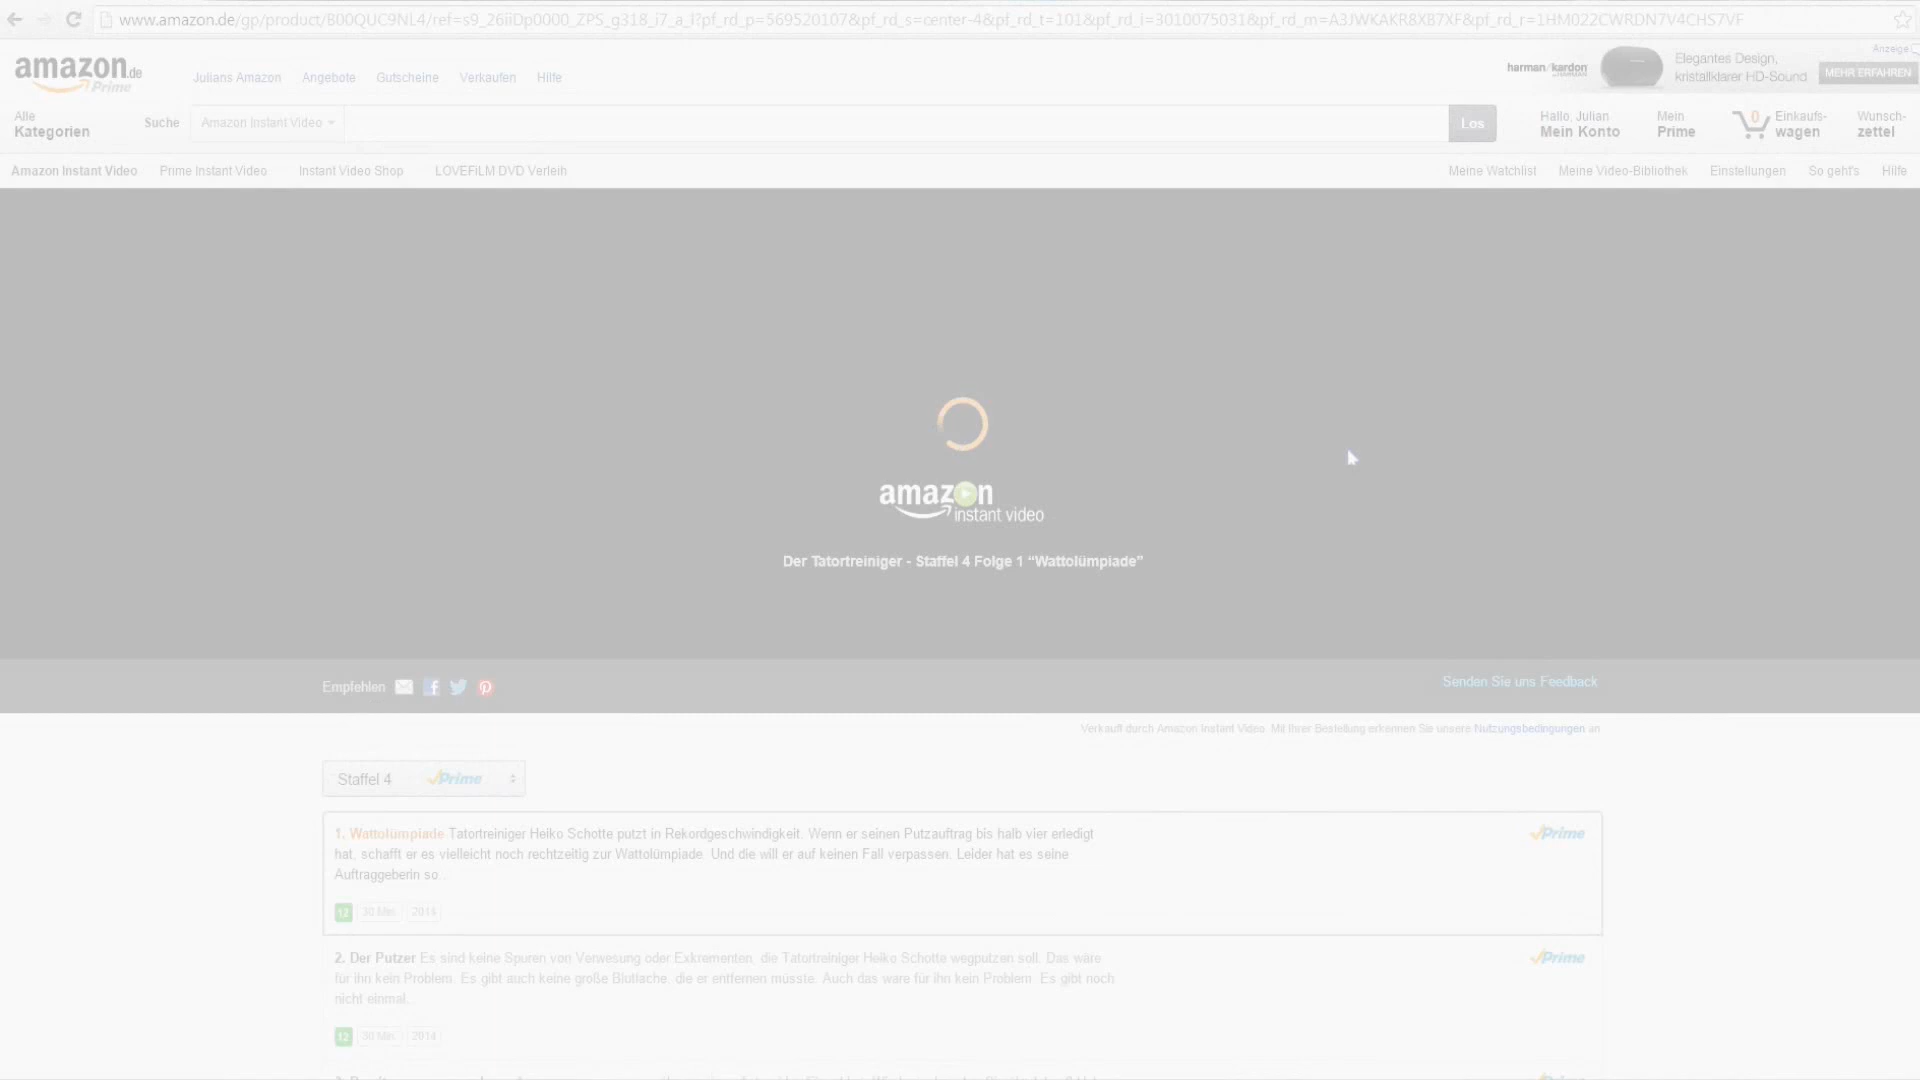 www.amazon.de/gp/product/B00QUC9NL4/ref=s9_26iiDp0000_ZPS_g318_i7_a_l?pf_rd_p=569520107&pf_rd_s=center-4&pf_rd_t=101&pf_rd_i=3010075031&pf_rd_m=A3JWKAKR8XB7XF&pf_rd_r=1HM022CWRDN7V4CHS7VF
Anzeige
amazon.de
Prime
Julians Amazon Angebote Gutscheine Verkaufen Hilfe
harman/kardon
Elegantes Design,
kristallklarer HD-Sound
MEHR ERFAHREN
Alle
Kategorien
Suche Amazon Instant Video Los
Hallo, Julian
Mein Konto
Mein
Prime
0 Einkaufs-
wagen
Wunsch-
zettel
Amazon Instant Video Prime Instant Video Instant Video Shop LOVEFiLM DVD Verleih Meine Watchlist Meine Video-Bibliothek Einstellungen So geht's Hilfe
amazon
instant video
Der Tatortreiniger - Staffel 4 Folge 1 “Wattolümpiade”
Empfehlen
Senden Sie uns Feedback
Verkauft durch Amazon Instant Video. Mit Ihrer Bestellung erkennen Sie unsere Nutzungsbedingungen an
Staffel 4 Prime
1. Wattolümpiade Tatortreiniger Heiko Schotte putzt in Rekordgeschwindigkeit. Wenn er seinen Putzauftrag bis halb vier erledigt Prime
hat, schafft er es vielleicht noch rechtzeitig zur Wattolümpiade. Und die will er auf keinen Fall verpassen. Leider hat es seine
Auftraggeberin so...
12 30 Min. 2014
2. Der Putzer Es sind keine Spuren von Verwesung oder Exkrementen, die Tatortreiniger Heiko Schotte wegputzen soll. Das wäre Prime
für ihn kein Problem. Es gibt auch keine große Blutlache, die er entfernen müsste. Auch das wäre für ihn kein Problem. Es gibt noch
nicht einmal...
12 30 Min. 2014